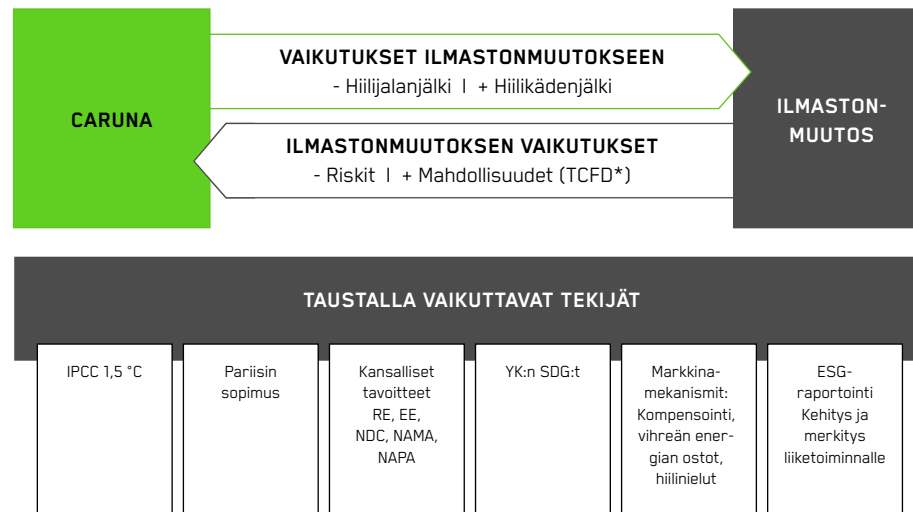 CARUNA
VAIKUTUKSET ILMASTONMUUTOKSEEN
- Hiilijalanjälki | + Hiilikädenjälki
ILMASTONMUUTOKSEN VAIKUTUKSET
- Riskit | + Mahdollisuudet (TCFD*)
ILMASTON-
MUUTOS
TAUSTALLA VAIKUTTAVAT TEKIJÄT
IPCC 1,5 °C
Pariisin
sopimus
Kansalliset
tavoitteet
RE, EE,
NDC, NAMA,
NAPA
YK:n SDG:t
Markkina-
mekanismit:
Kompensointi,
vihreän ener-
gian ostot,
hiilinielut
ESG-
raportointi
Kehitys ja
merkitys
liiketoiminnalle